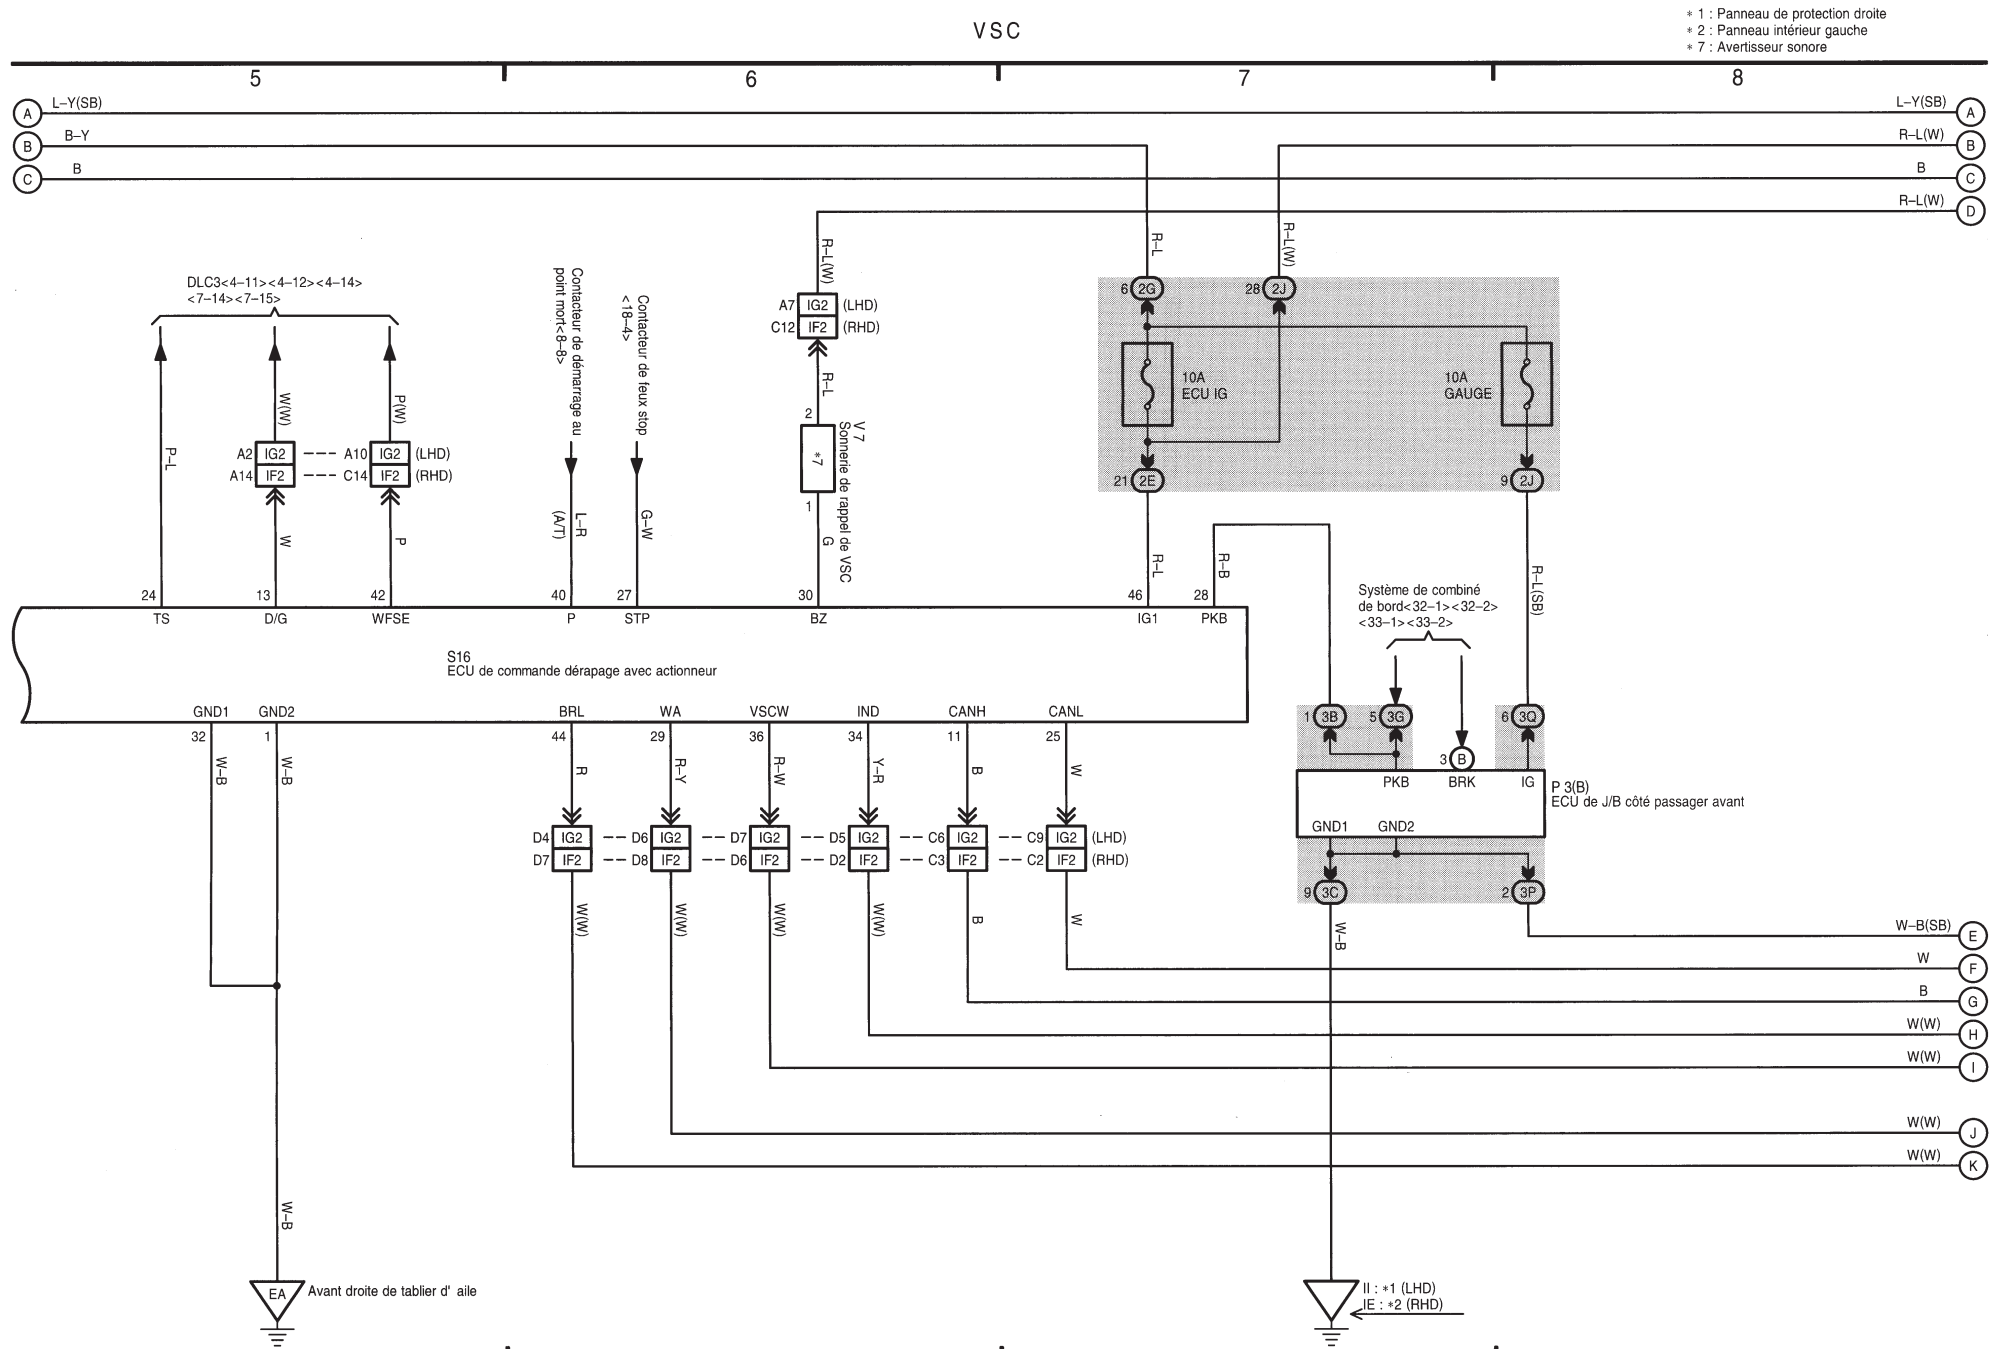 VSC
∗ 1 : Panneau de protection droite
∗ 2 : Panneau intérieur gauche
∗ 7 : Avertisseur sonore
5 6 7 8
A L–Y(SB) L–Y(SB) A
B B–Y R–L(W) B
C B B C
R–L(W) D
DLC3<4–11><4–12><4–14>
<7–14><7–15>
Contacteur de démarrage au
point mort<8–8>
Contacteur de feux stop
<18–4>
R–L(W)
A7 IG2 (LHD)
C12 IF2 (RHD)
R–L
2
V 7
Sonnerie de rappel de VSC
∗7
1
G
R–L
R–L(W)
6 2G 28 2J
10A
ECU IG
10A
GAUGE
21 2E 9 2J
P–L
W(W) P(W)
A2 IG2 A10 IG2 (LHD)
A14 IF2 C14 IF2 (RHD)
W P
L–R
(A/T)
G–W
R–L R–B R–L(SB)
24 13 42 40 27 30 46 28
TS D/G WFSE P STP BZ IG1 PKB
S16
ECU de commande dérapage avec actionneur
Système de combiné
de bord<32–1><32–2>
<33–1><33–2>
GND1 GND2 BRL WA VSCW IND CANH CANL
32 1 44 29 36 34 11 25
W–B W–B R R–Y R–W Y–R B W
1 3B 5 3G 6 3Q
3 B
PKB BRK IG
P 3(B)
ECU de J/B côté passager avant
GND1 GND2
D4 IG2 D6 IG2 D7 IG2 D5 IG2 C6 IG2 C9 IG2 (LHD)
D7 IF2 D8 IF2 D6 IF2 D2 IF2 C3 IF2 C2 IF2 (RHD)
9 3C 2 3P
W(W) W(W) W(W) W(W) B W
W–B
W–B(SB) E
W F
B G
W(W) H
W(W) I
W(W) J
W(W) K
W–B
EA Avant droite de tablier d' aile
II : ∗1 (LHD)
IE : ∗2 (RHD)